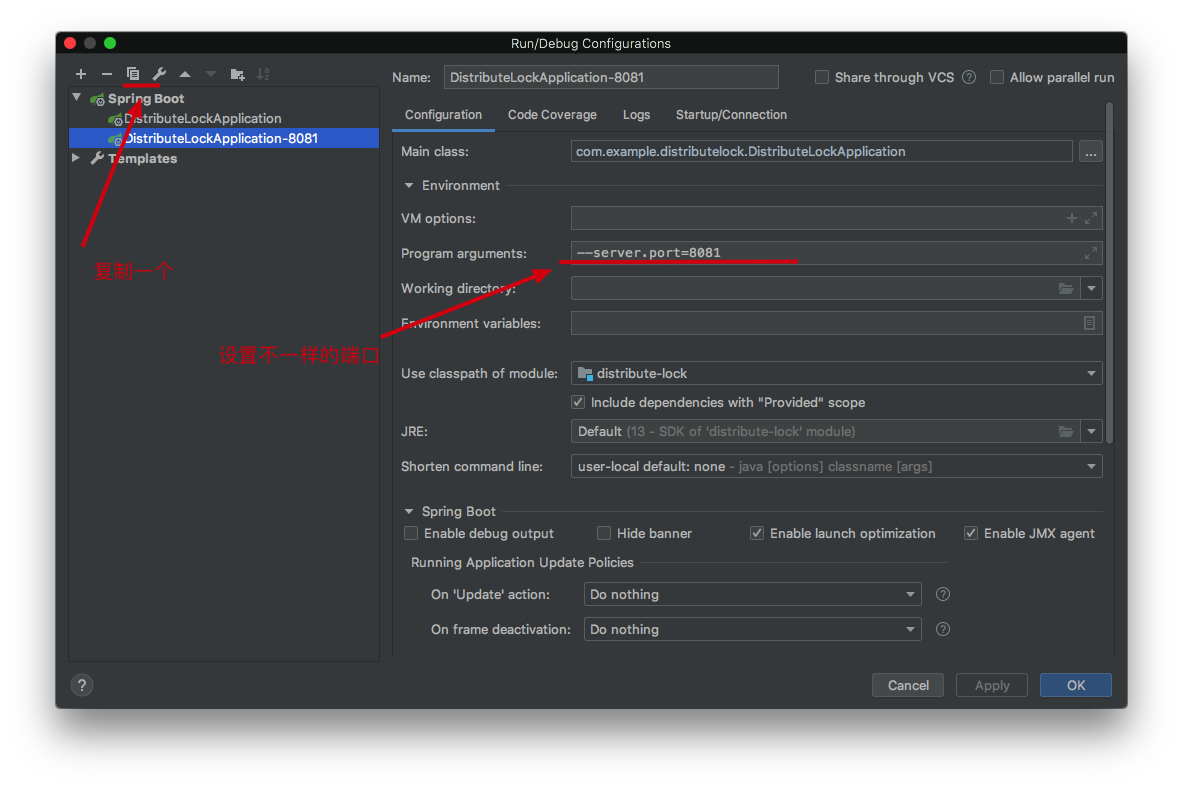 Run/Debug Configurations
Name: DistributeLockApplication-8081 Share through VCS ? Allow parallel run
Spring Boot
DistributeLockApplication
DistributeLockApplication-8081
Templates
复制一个
设置不一样的端口
Configuration Code Coverage Logs Startup/Connection
Main class: com.example.distributelock.DistributeLockApplication ...
Environment
VM options:
Program arguments: --server.port=8081
Working directory:
Environment variables:
Use classpath of module: distribute-lock
Include dependencies with "Provided" scope
JRE: Default (13 - SDK of 'distribute-lock' module)
Shorten command line: user-local default: none - java [options] classname [args]
Spring Boot
Enable debug output Hide banner Enable launch optimization Enable JMX agent
Running Application Update Policies
On 'Update' action: Do nothing ?
On frame deactivation: Do nothing ?
? Cancel Apply OK